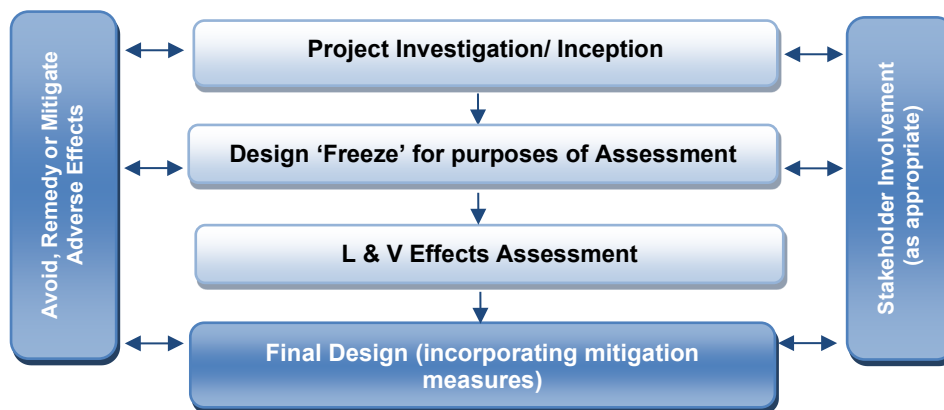 Project Investigation/ Inception
Design ‘Freeze’ for purposes of Assessment
L & V Effects Assessment
Final Design (incorporating mitigation
measures)
Avoid, Remedy or Mitigate
Adverse Effects
Stakeholder Involvement
(as appropriate)